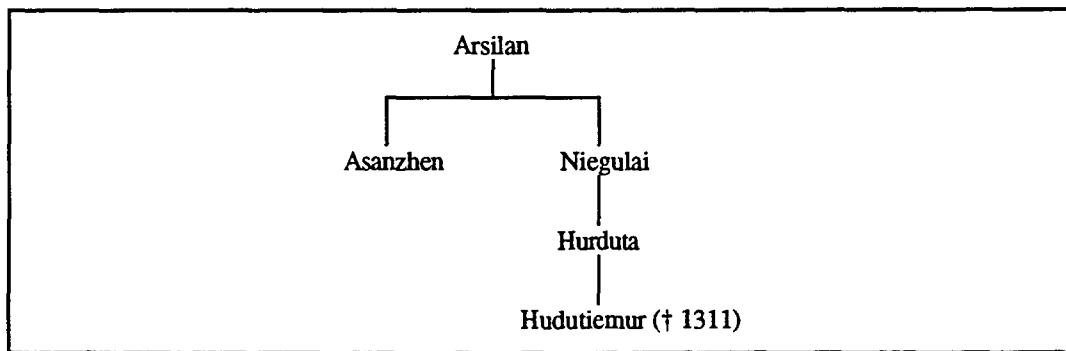 Arsilan
Asanzhen Niegulai
Hurduta
Hudutiemur († 1311)